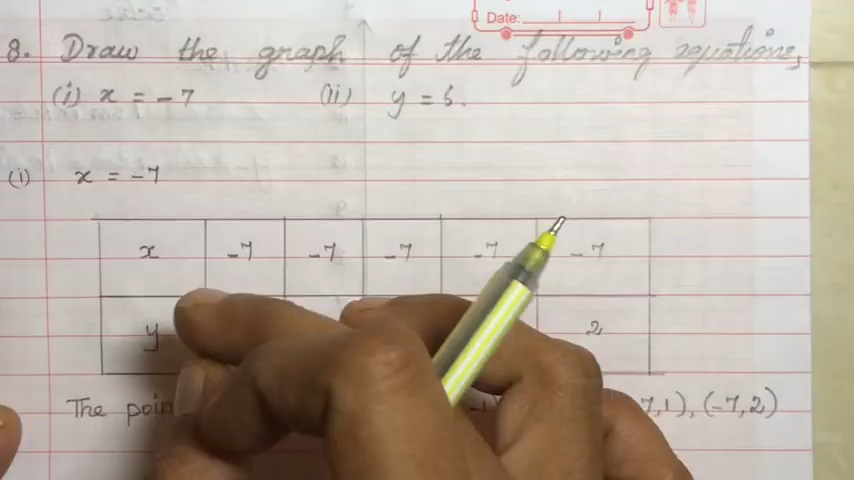 Date:
8. Draw the graph of the following equations,
(i) x = -7 (ii) y = 6.
(i) x = -7
x -7 -7 -7 -7 -7
y 2
The poin -1) 7,1), (-7,2)